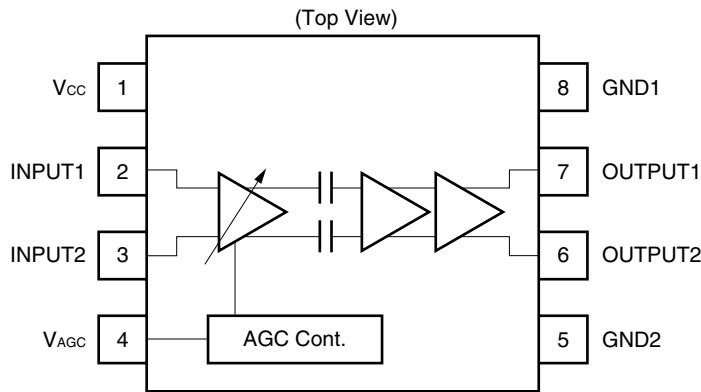 (Top View)
Vcc 1 8 GND1
INPUT1 2 7 OUTPUT1
INPUT2 3 6 OUTPUT2
VAGC 4 AGC Cont. 5 GND2